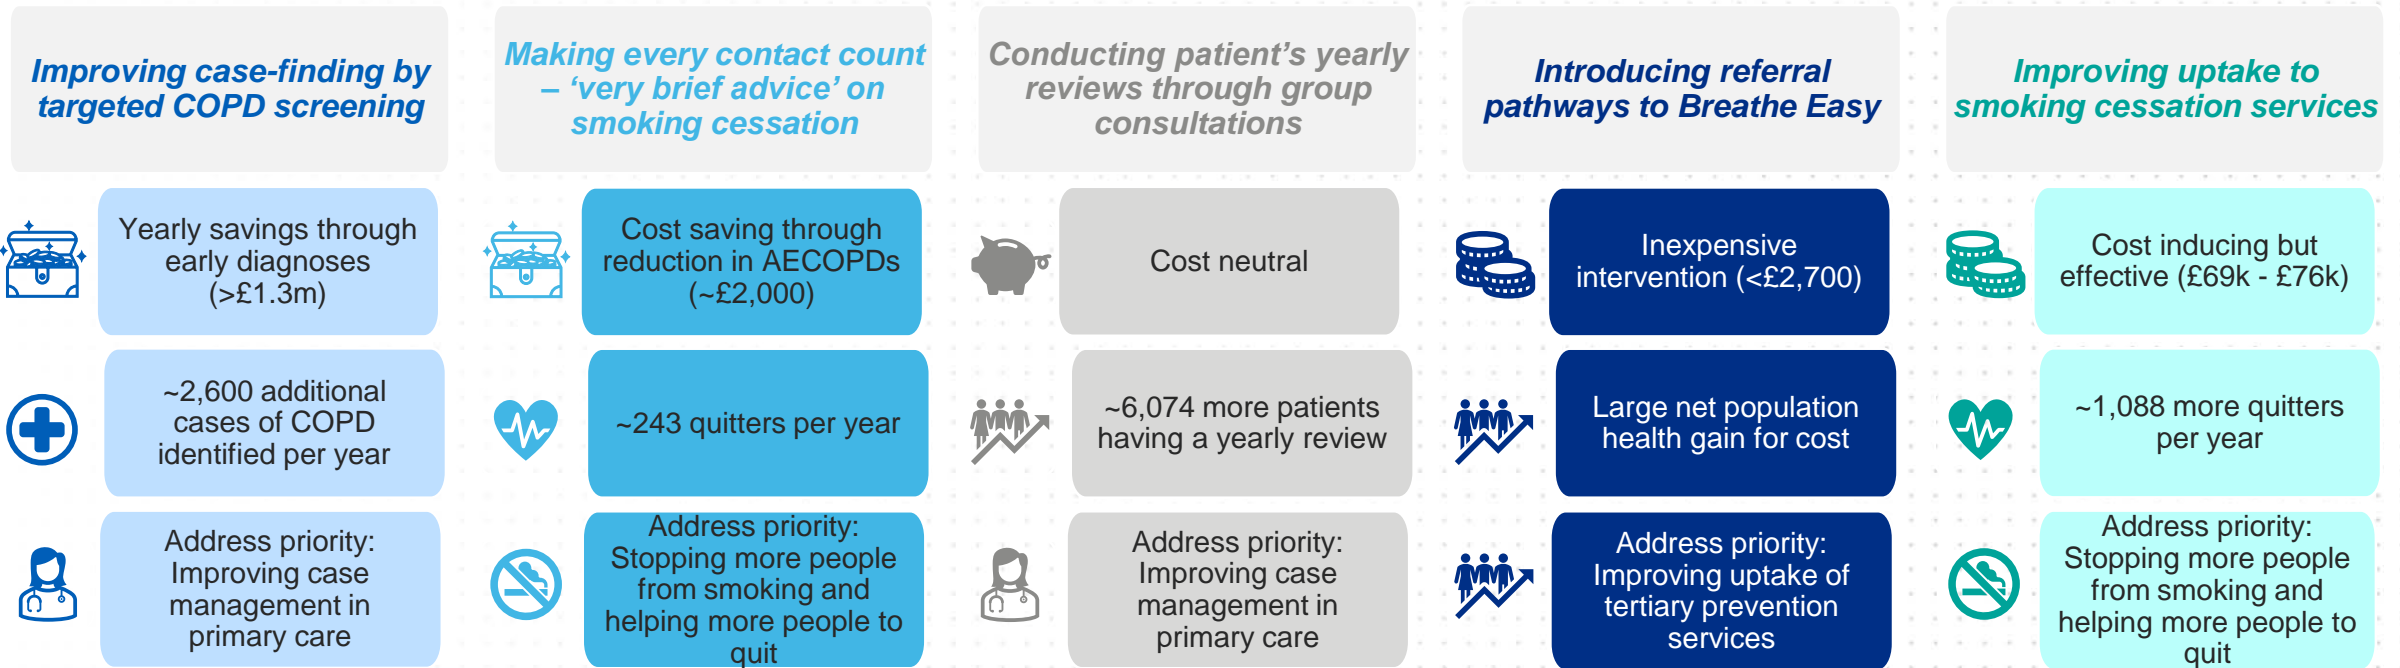 Improving case-finding by
targeted COPD screening
Yearly savings through
early diagnoses
(>£1.3m)
~2,600 additional
cases of COPD
identified per year
Address priority:
Improving case
management in
primary care
Making every contact count
– ‘very brief advice’ on
smoking cessation
Cost saving through
reduction in AECOPDs
(~£2,000)
~243 quitters per year
Address priority:
Stopping more people
from smoking and
helping more people to
quit
Conducting patient’s yearly
reviews through group
consultations
Cost neutral
~6,074 more patients
having a yearly review
Address priority:
Improving case
management in
primary care
Introducing referral
pathways to Breathe Easy
Inexpensive
intervention (<£2,700)
Large net population
health gain for cost
Address priority:
Improving uptake of
tertiary prevention
services
Improving uptake to
smoking cessation services
Cost inducing but
effective (£69k - £76k)
~1,088 more quitters
per year
Address priority:
Stopping more people
from smoking and
helping more people to
quit